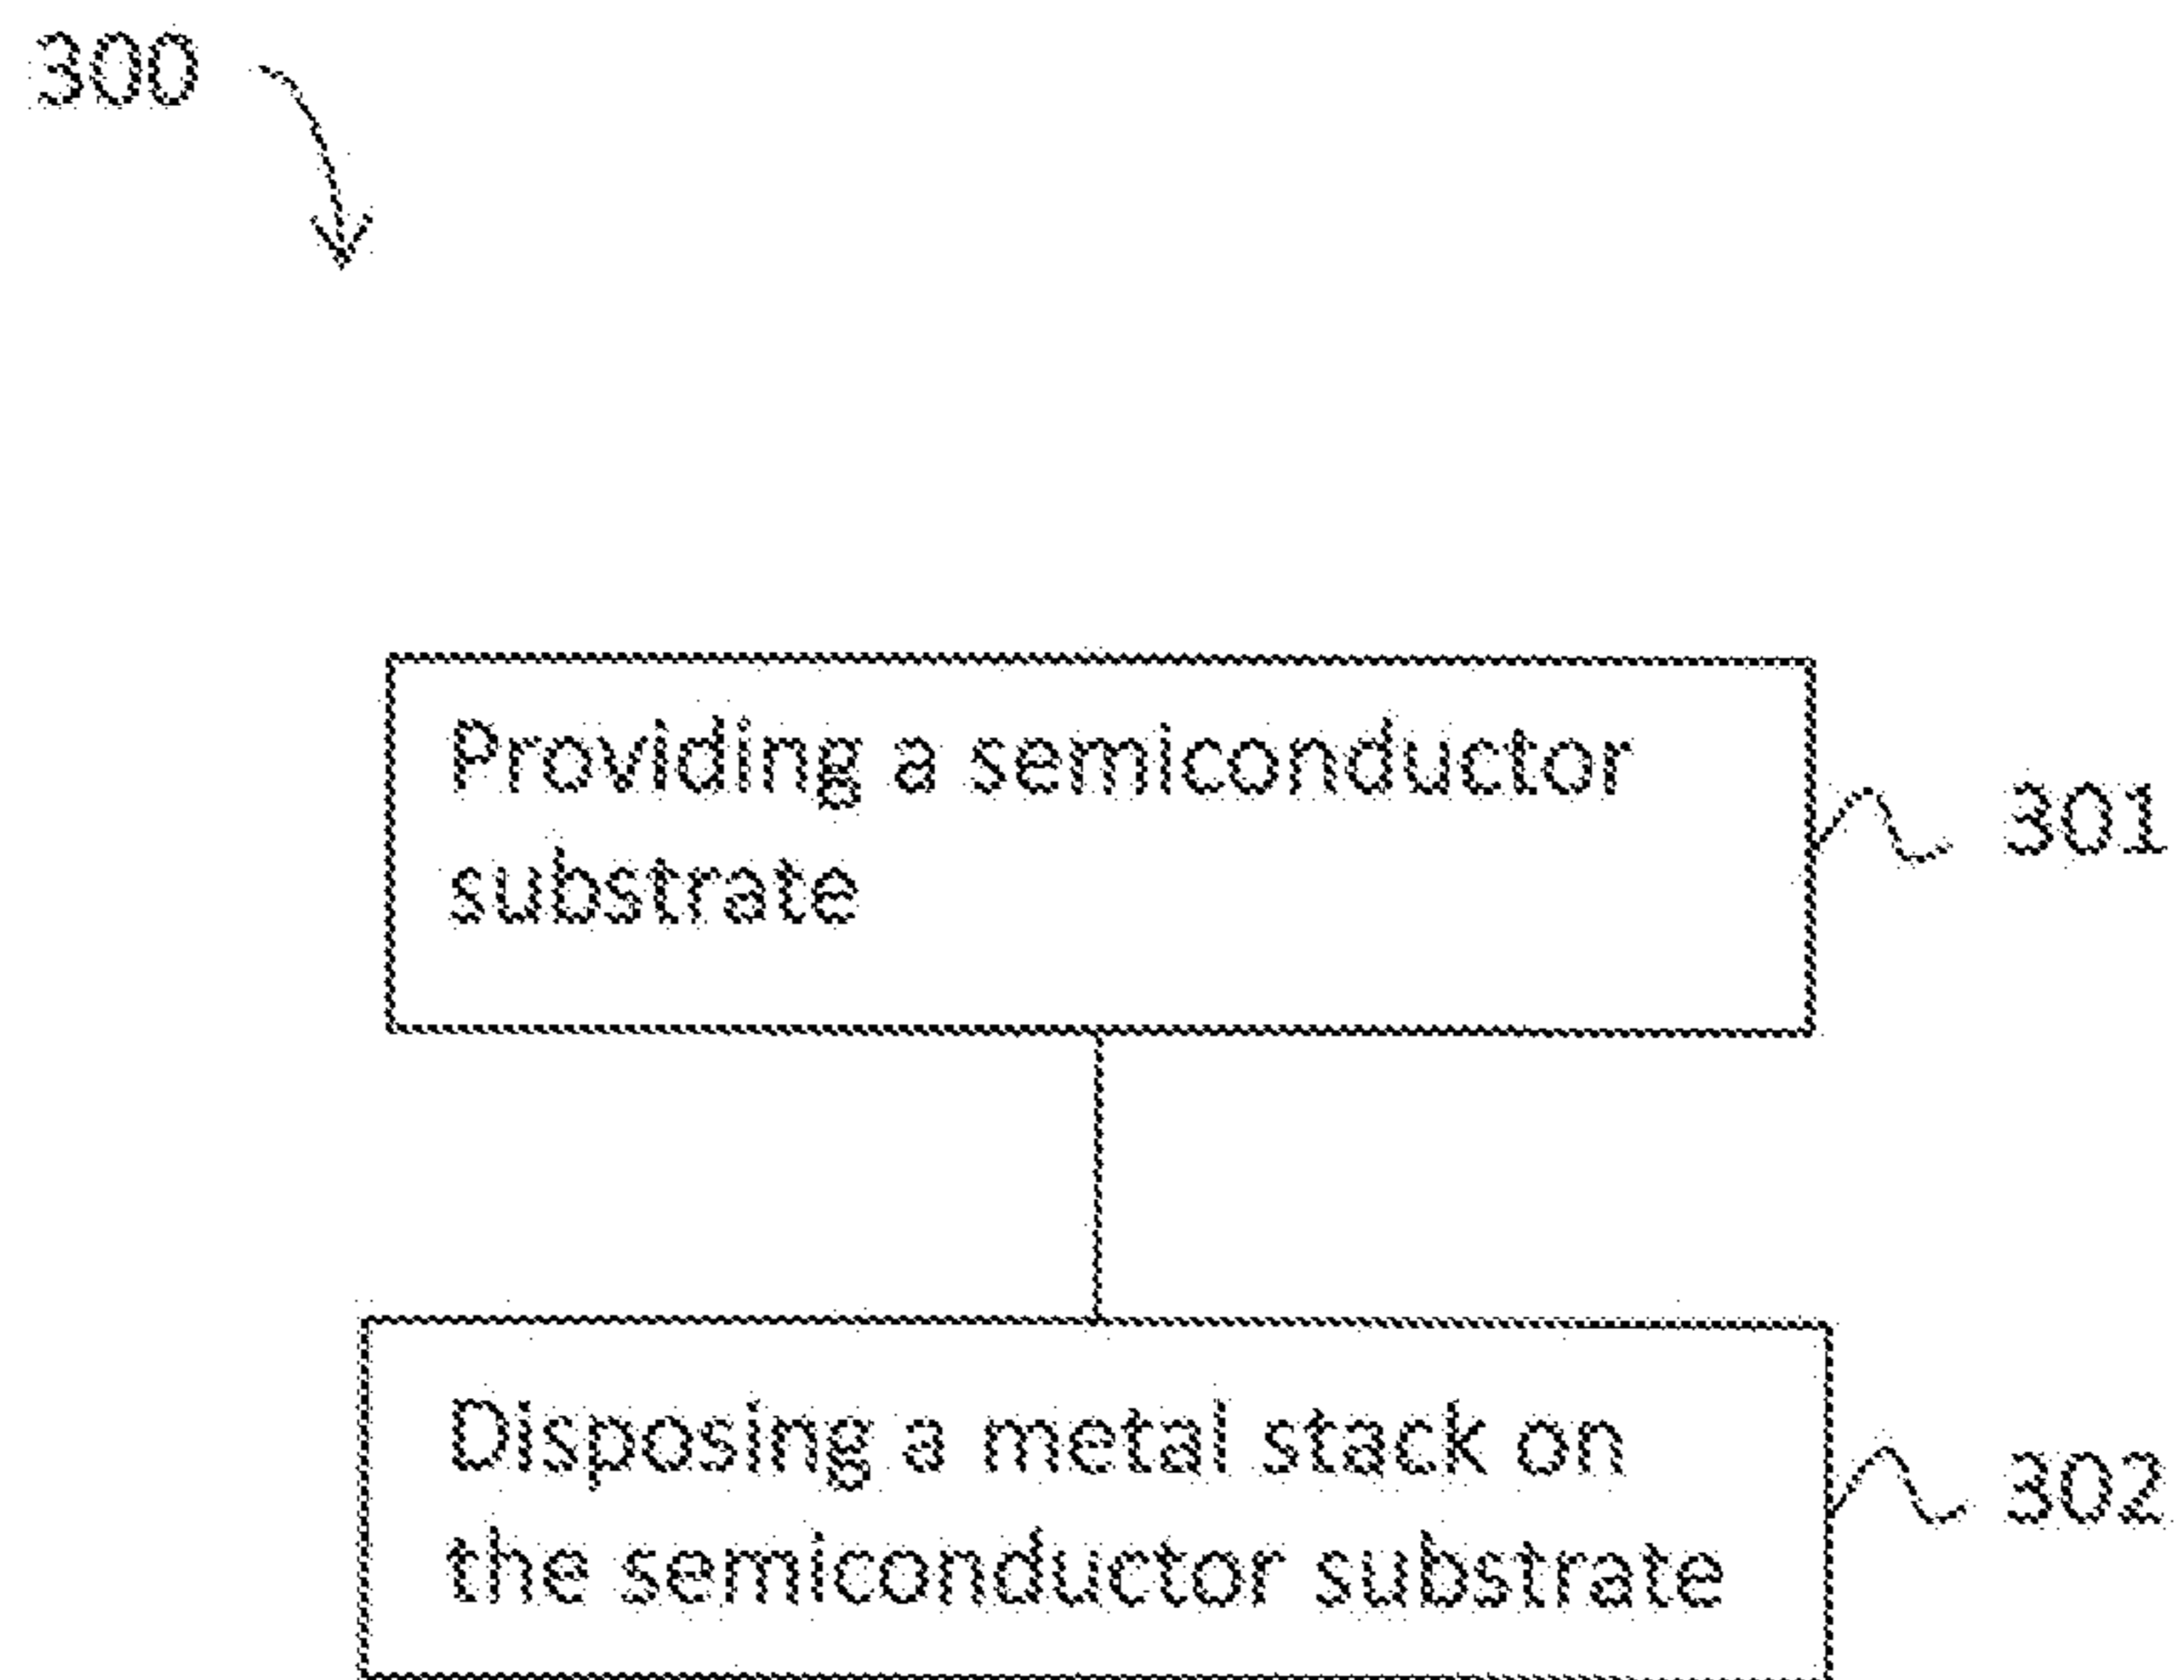 300
Providing a semiconductor
substrate
301
Disposing a metal stack on
the semiconductor substrate
302